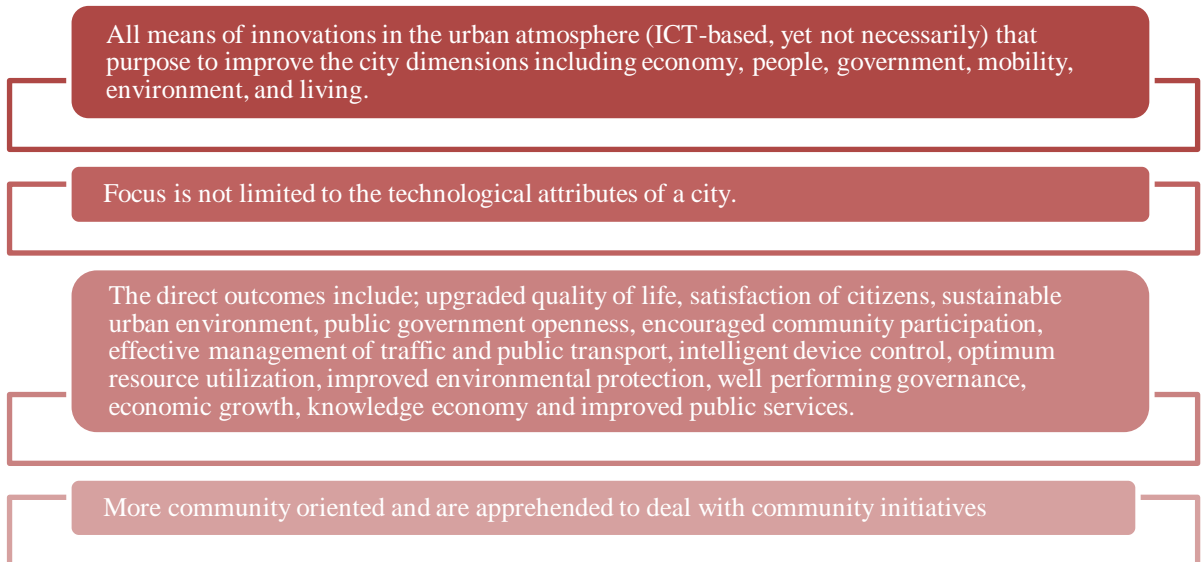 All means of innovations in the urban atmosphere (ICT-based, yet not necessarily) that
purpose to improve the city dimensions including economy, people, government, mobility,
environment, and living.
Focus is not limited to the technological attributes of a city.
The direct outcomes include; upgraded quality of life, satisfaction of citizens, sustainable
urban environment, public government openness, encouraged community participation,
effective management of traffic and public transport, intelligent device control, optimum
resource utilization, improved environmental protection, well performing governance,
economic growth, knowledge economy and improved public services.
More community oriented and are apprehended to deal with community initiatives